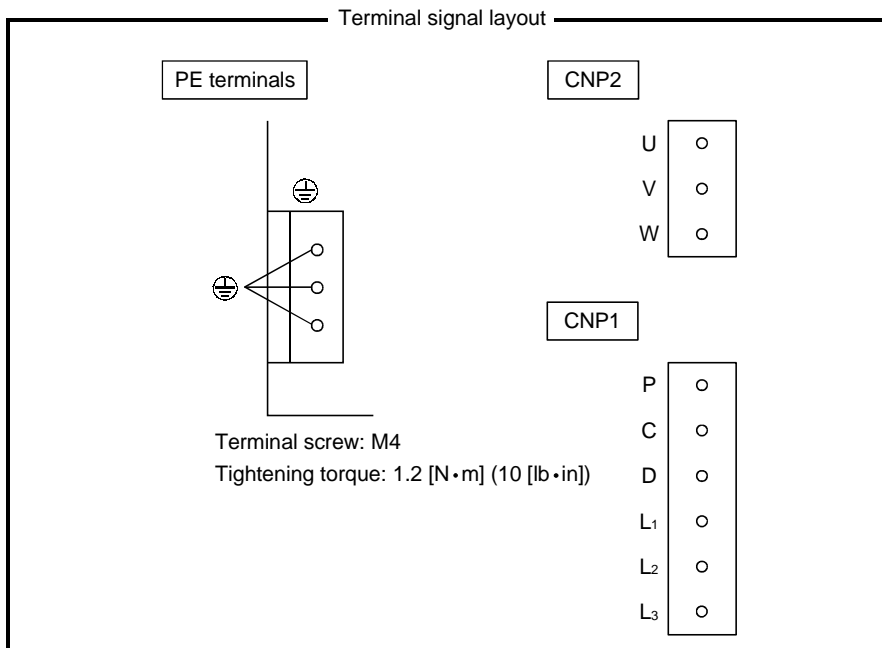 Terminal signal layout
PE terminals
Terminal screw: M4
Tightening torque: 1.2 [N•m] (10 [lb•in])
CNP2
U
V
W
CNP1
P
C
D
L1
L2
L3